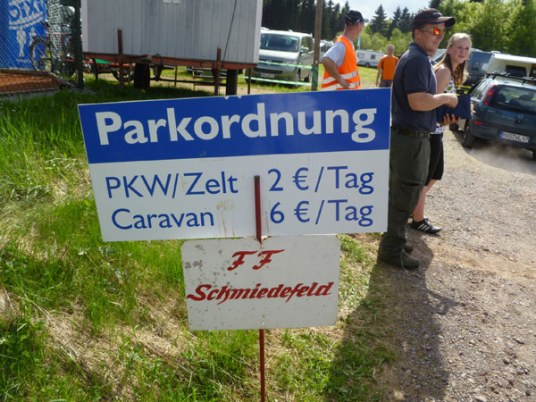 Parkordnung
PKW/Zelt 2 €/Tag
Caravan 6 €/Tag
FF
Schmiedefeld